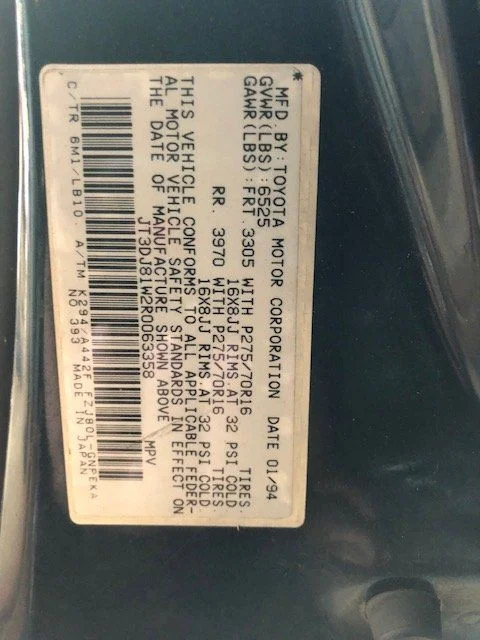 * MFD.BY:TOYOTA MOTOR CORPORATION DATE 01/94
GVWR(LBS):6525
GAWR(LBS):FRT. 3305 WITH P275/70R16 TIRES.
16X8JJ RIMS.AT 32 PSI COLD
RR. 3970 WITH P275/70R16 TIRES.
16X8JJ RIMS.AT 32 PSI COLD
THIS VEHICLE CONFORMS TO ALL APPLICABLE FEDER-
AL MOTOR VEHICLE SAFETY STANDARDS IN EFFECT ON
THE DATE OF MANUFACTURE SHOWN ABOVE
JT3DJ81W2R0063358 MPV
C/TR 6M1/LB10. A/TM K294/A442F FZJ80L-GNPEKA
NO 393 MADE IN JAPAN